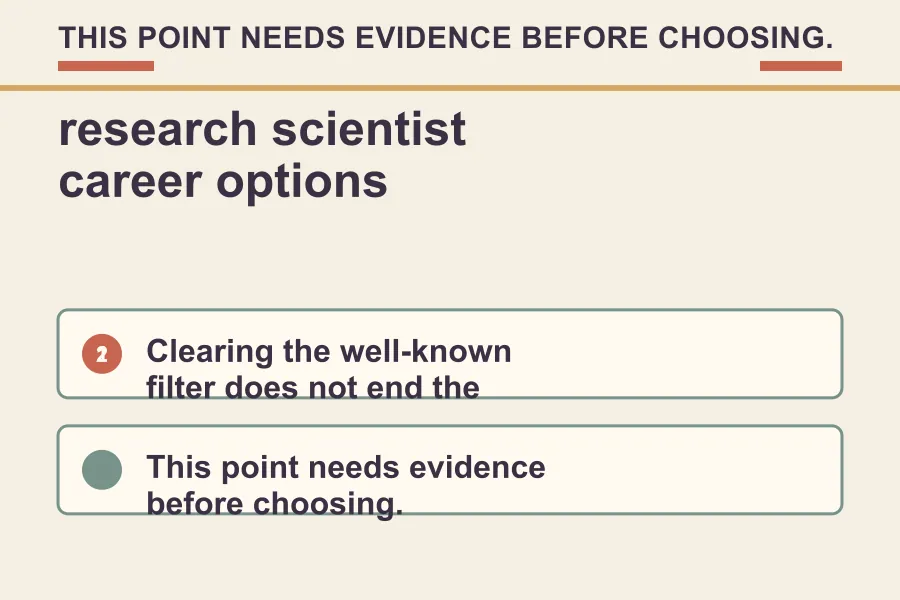 THIS POINT NEEDS EVIDENCE BEFORE CHOOSING.
research scientist
career options
2
Clearing the well-known
filter does not end the
This point needs evidence
before choosing.